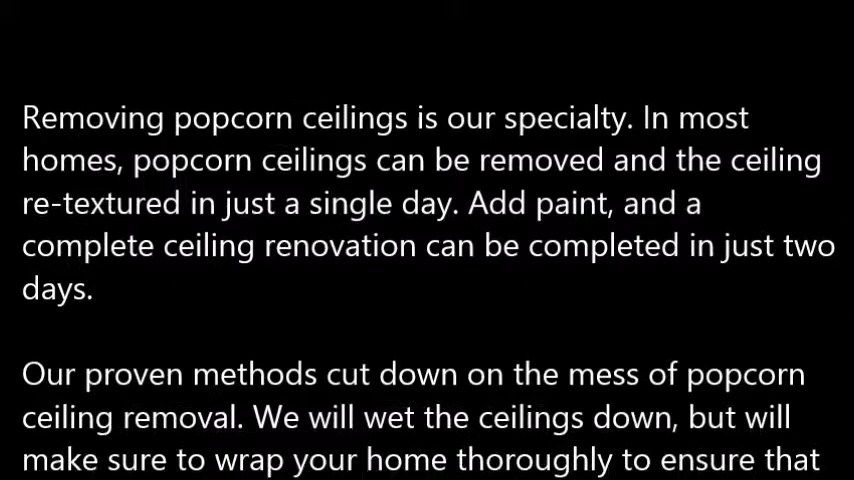 Removing popcorn ceilings is our specialty. In most
homes, popcorn ceilings can be removed and the ceiling
re-textured in just a single day. Add paint, and a
complete ceiling renovation can be completed in just two
days.
Our proven methods cut down on the mess of popcorn
ceiling removal. We will wet the ceilings down, but will
make sure to wrap your home thoroughly to ensure that